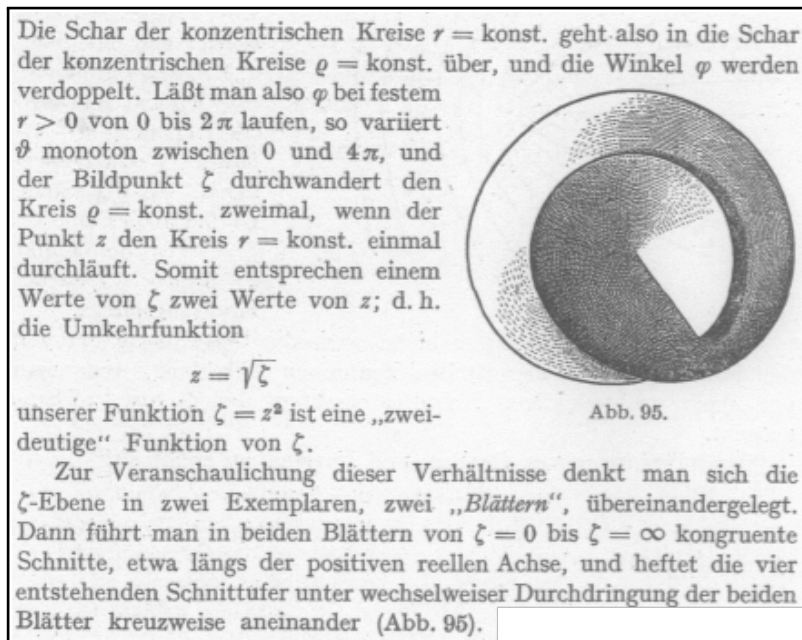 Die Schar der konzentrischen Kreise r = konst. geht also in die Schar
der konzentrischen Kreise ϱ = konst. über, und die Winkel φ werden
verdoppelt. Läßt man also φ bei festem
r > 0 von 0 bis 2π laufen, so variiert
ϑ monoton zwischen 0 und 4π, und
der Bildpunkt ζ durchwandert den
Kreis ϱ = konst. zweimal, wenn der
Punkt z den Kreis r = konst. einmal
durchläuft. Somit entsprechen einem
Werte von ζ zwei Werte von z; d. h.
die Umkehrfunktion
z = √ζ
unserer Funktion ζ = z² ist eine „zwei-
deutige“ Funktion von ζ.
Abb. 95.
Zur Veranschaulichung dieser Verhältnisse denkt man sich die
ζ-Ebene in zwei Exemplaren, zwei „Blättern“, übereinandergelegt.
Dann führt man in beiden Blättern von ζ = 0 bis ζ = ∞ kongruente
Schnitte, etwa längs der positiven reellen Achse, und heftet die vier
entstehenden Schnittufer unter wechselweiser Durchdringung der beiden
Blätter kreuzweise aneinander (Abb. 95).